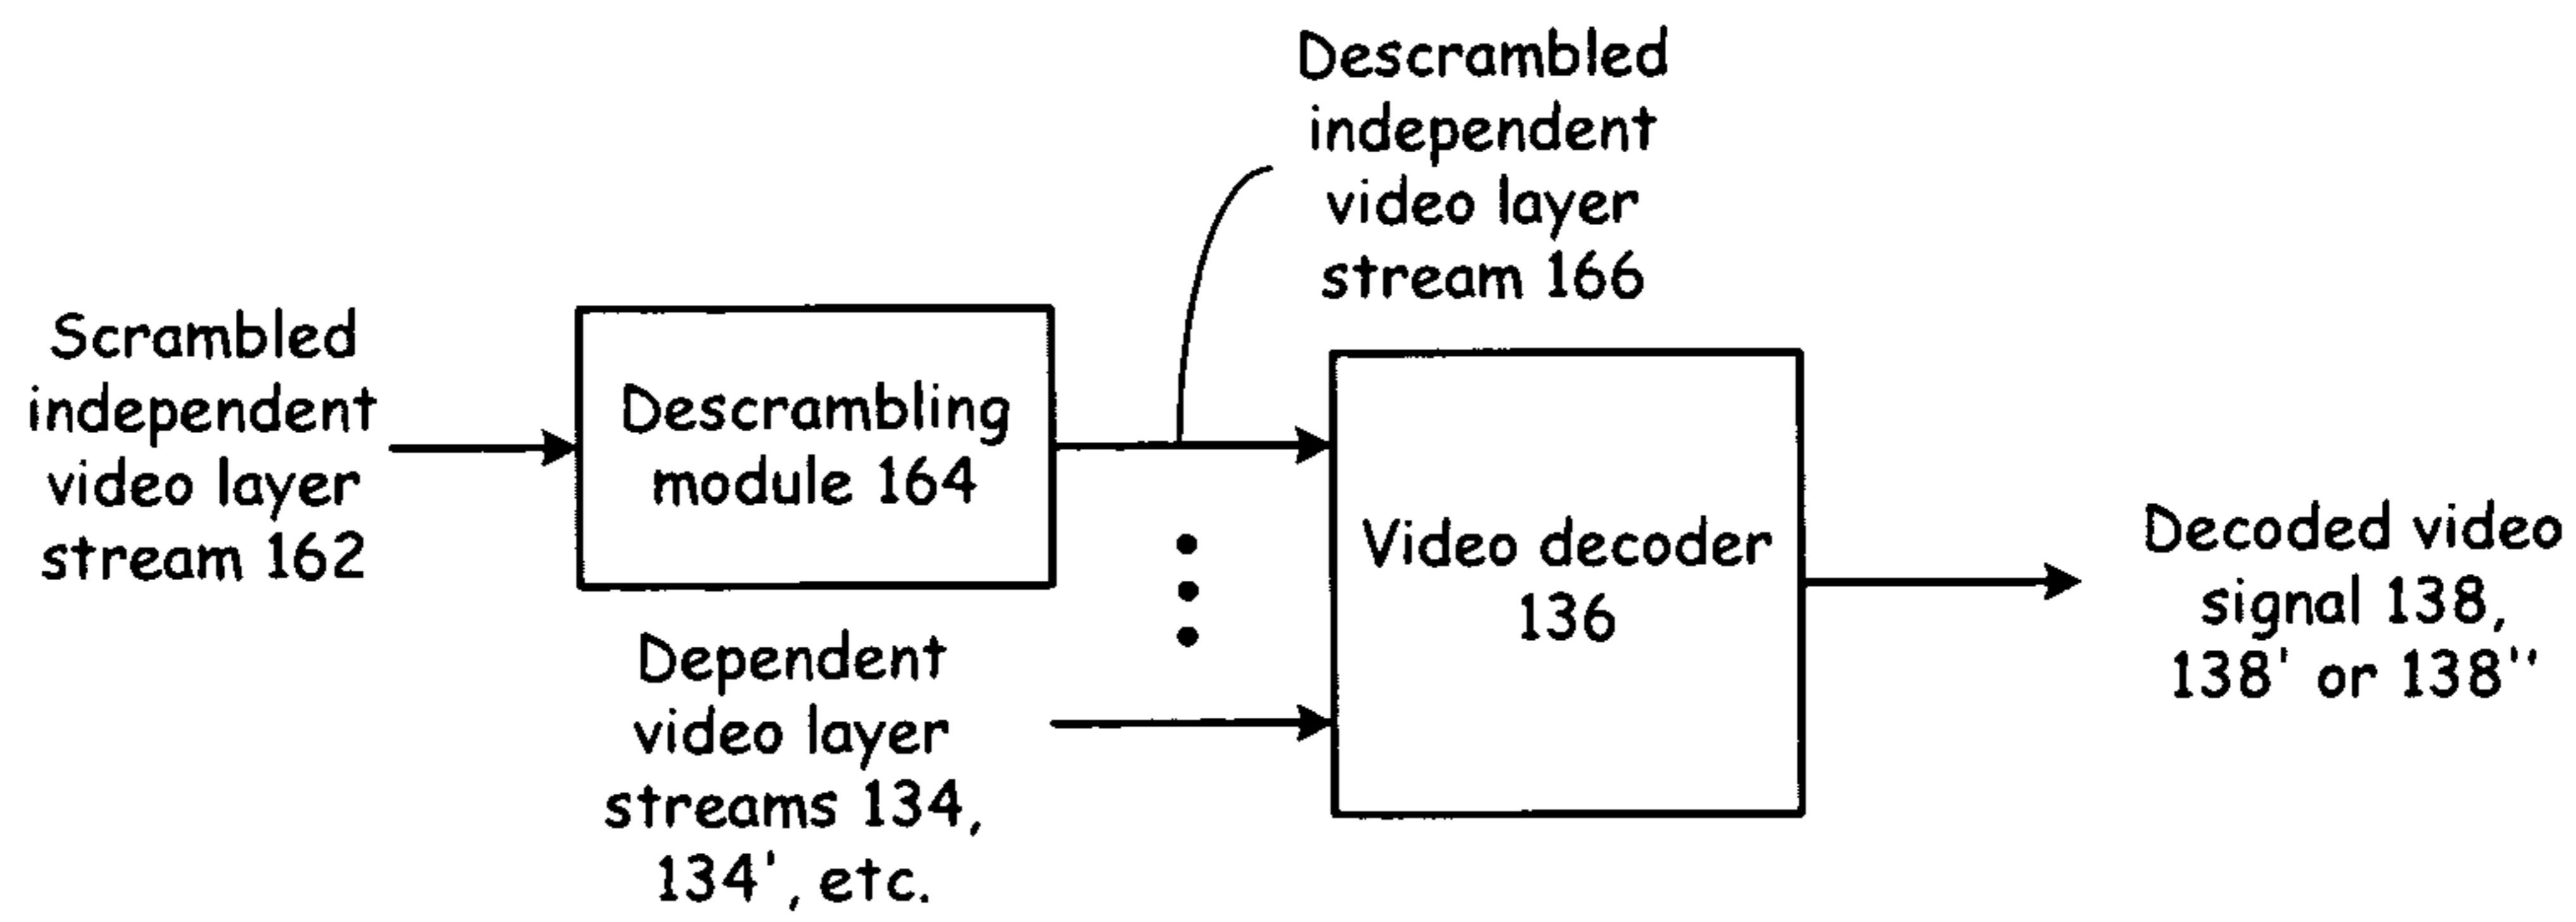 Descrambled
independent
video layer
stream 166
Scrambled
independent
video layer
stream 162
Descrambling
module 164
Video decoder
136
Decoded video
signal 138,
138' or 138''
Dependent
video layer
streams 134,
134', etc.